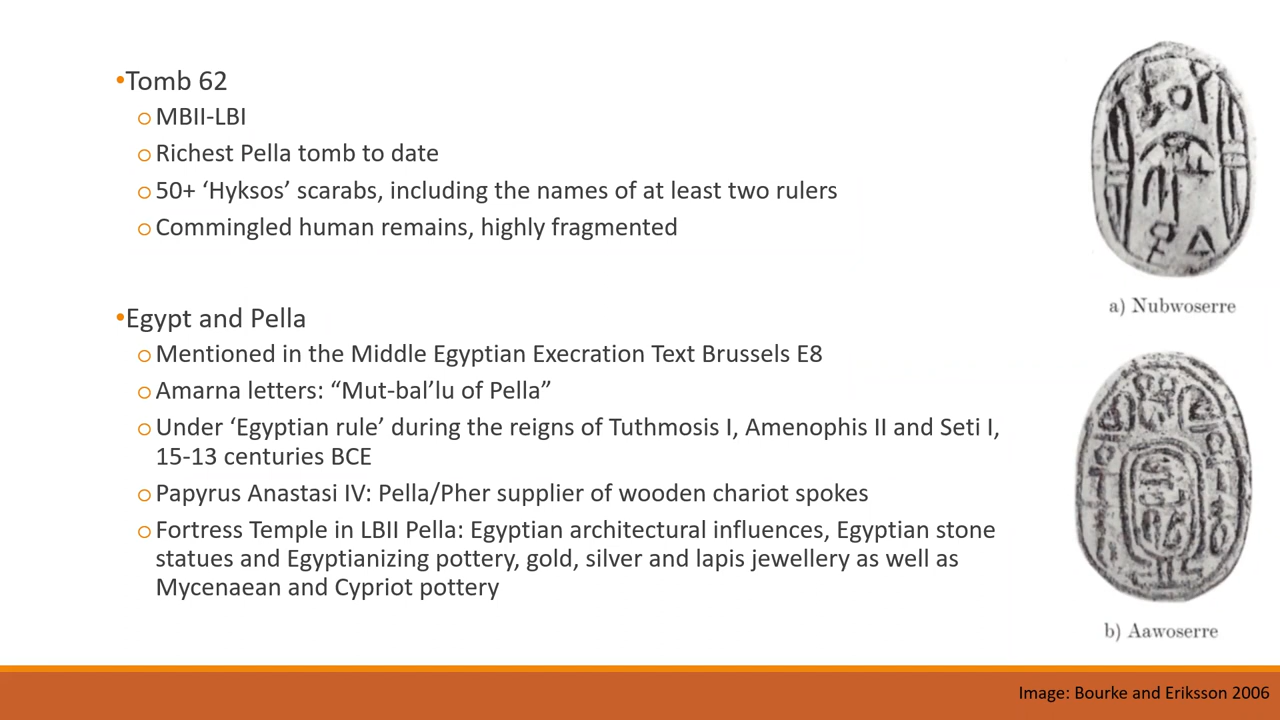 •Tomb 62
o MBII-LBI
o Richest Pella tomb to date
o 50+ ‘Hyksos’ scarabs, including the names of at least two rulers
o Commingled human remains, highly fragmented
•Egypt and Pella
o Mentioned in the Middle Egyptian Execration Text Brussels E8
o Amarna letters: “Mut-bal’lu of Pella”
o Under ‘Egyptian rule’ during the reigns of Tuthmosis I, Amenophis II and Seti I,
15-13 centuries BCE
o Papyrus Anastasi IV: Pella/Pher supplier of wooden chariot spokes
o Fortress Temple in LBII Pella: Egyptian architectural influences, Egyptian stone
statues and Egyptianizing pottery, gold, silver and lapis jewellery as well as
Mycenaean and Cypriot pottery
a) Nubwoserre
b) Aawoserre
Image: Bourke and Eriksson 2006